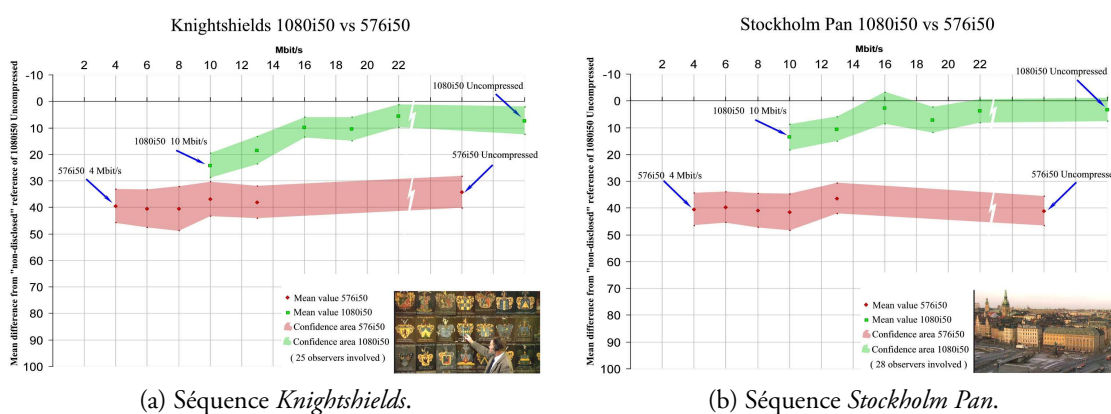 Knightshields 1080i50 vs 576i50
Mbit/s
2 4 6 8 10 12 14 16 18 20 22
-10
0
10
20
30
40
50
60
70
80
90
100
Mean difference from "non-disclosed" reference of 1080i50 Uncompressed
1080i50 Uncompressed
1080i50 10 Mbit/s
576i50 Uncompressed
576i50 4 Mbit/s
Mean value 576i50
Mean value 1080i50
Confidence area 576i50
Confidence area 1080i50
( 25 observers involved )
(a) Séquence Knightshields.
Stockholm Pan 1080i50 vs 576i50
Mbit/s
2 4 6 8 10 12 14 16 18 20 22
-10
0
10
20
30
40
50
60
70
80
90
100
Mean difference from "non-disclosed" reference of 1080i50 Uncompressed
1080i50 Uncompressed
1080i50 10 Mbit/s
576i50 4 Mbit/s
576i50 Uncompressed
Mean value 576i50
Mean value 1080i50
Confidence area 576i50
Confidence area 1080i50
( 28 observers involved )
(b) Séquence Stockholm Pan.